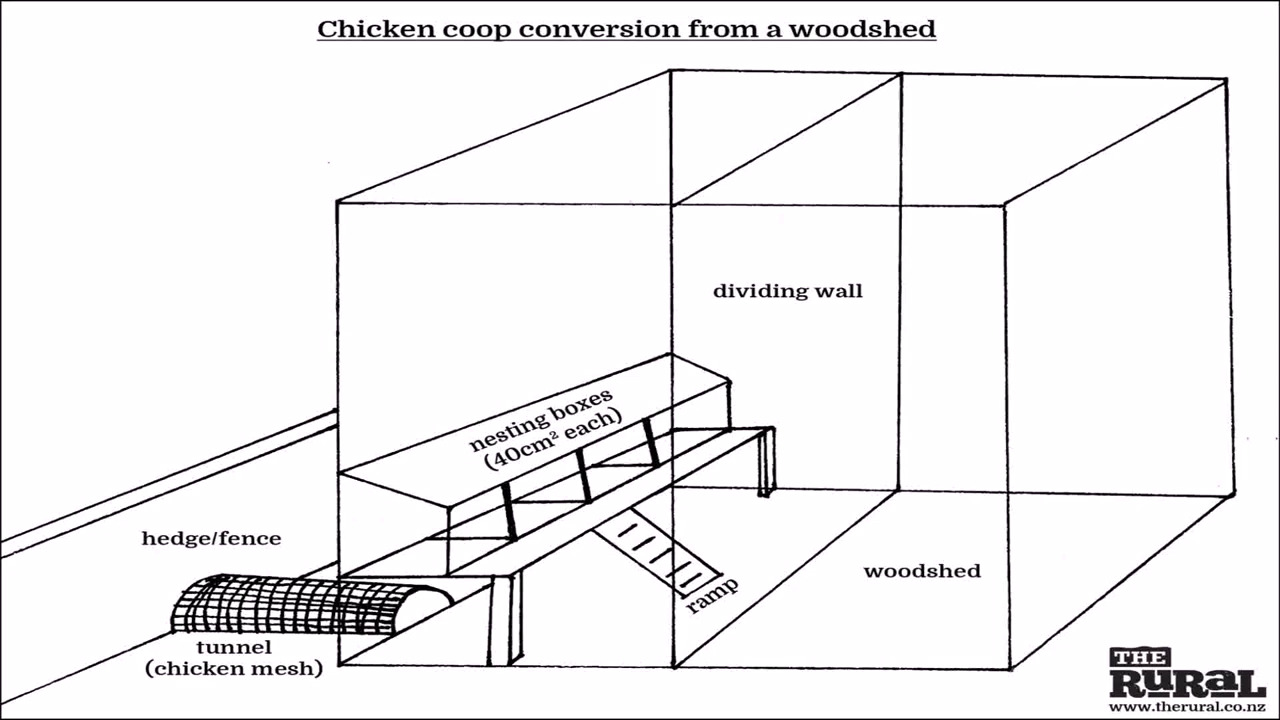 Chicken coop conversion from a woodshed
dividing wall
nesting boxes
(40cm² each)
hedge/fence
woodshed
ramp
tunnel
(chicken mesh)
THE
RURAL
www.therural.co.nz